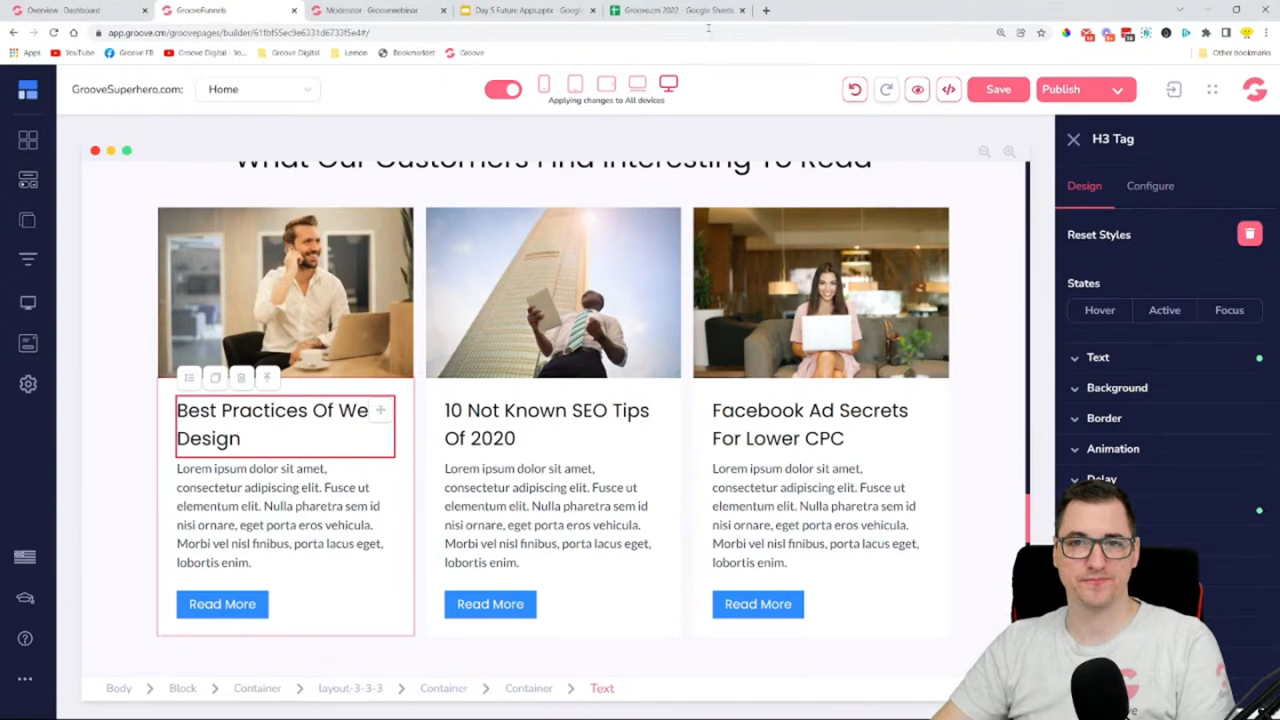 Overview - Dashboard
GrooveFunnels
Moderator - Groovewebinar
Day 5 Future Apps.pptx - Google
Groove.cm 2022 - Google Sheets
app.groove.cm/groovepages/builder/61fbf55ec9e6331d6733f5e4#/
Apps
YouTube
Groove FB
Groove Digital - Yo...
Groove Digital
Lemon
Bookmarklet
Groove
Other bookmarks
GrooveSuperhero.com:
Home
Applying changes to All devices
Save
Publish
What Our Customers Find Interesting To Read
Best Practices Of We
Design
Lorem ipsum dolor sit amet,
consectetur adipiscing elit. Fusce ut
elementum elit. Nulla pharetra sem id
nisi ornare, eget porta eros vehicula.
Morbi vel nisl finibus, porta lacus eget,
lobortis enim.
Read More
10 Not Known SEO Tips
Of 2020
Lorem ipsum dolor sit amet,
consectetur adipiscing elit. Fusce ut
elementum elit. Nulla pharetra sem id
nisi ornare, eget porta eros vehicula.
Morbi vel nisl finibus, porta lacus eget,
lobortis enim.
Read More
Facebook Ad Secrets
For Lower CPC
Lorem ipsum dolor sit amet,
consectetur adipiscing elit. Fusce ut
elementum elit. Nulla pharetra sem id
nisi ornare, eget porta eros vehicula.
Morbi vel nisl finibus, porta lacus eget,
lobortis enim.
Read More
Body
Block
Container
layout-3-3-3
Container
Container
Text
H3 Tag
Design
Configure
Reset Styles
States
Hover
Active
Focus
Text
Background
Border
Animation
Delay